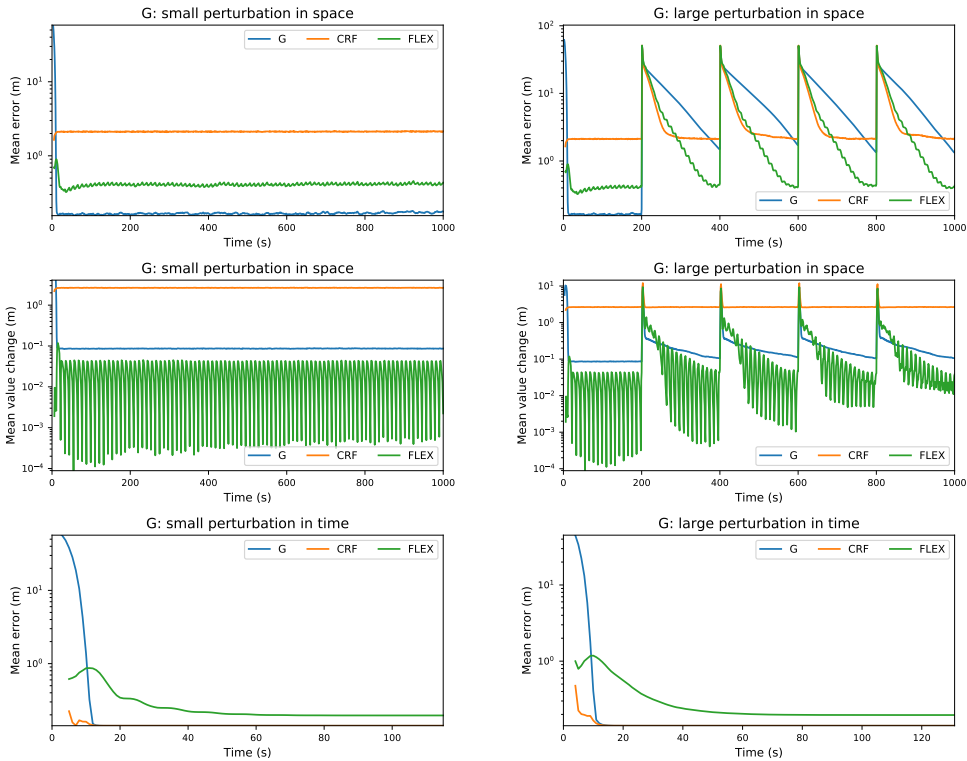 G: small perturbation in space
Mean error (m)
10¹
10⁰
G CRF FLEX
0 200 400 600 800 1000
Time (s)
G: large perturbation in space
Mean error (m)
10²
10¹
10⁰
G CRF FLEX
0 200 400 600 800 1000
Time (s)
G: small perturbation in space
Mean value change (m)
10⁰
10⁻¹
10⁻²
10⁻³
10⁻⁴
G CRF FLEX
0 200 400 600 800 1000
Time (s)
G: large perturbation in space
Mean value change (m)
10¹
10⁰
10⁻¹
10⁻²
10⁻³
10⁻⁴
G CRF FLEX
0 200 400 600 800 1000
Time (s)
G: small perturbation in time
Mean error (m)
10¹
10⁰
G CRF FLEX
0 20 40 60 80 100
Time (s)
G: large perturbation in time
Mean error (m)
10¹
10⁰
G CRF FLEX
0 20 40 60 80 100 120
Time (s)